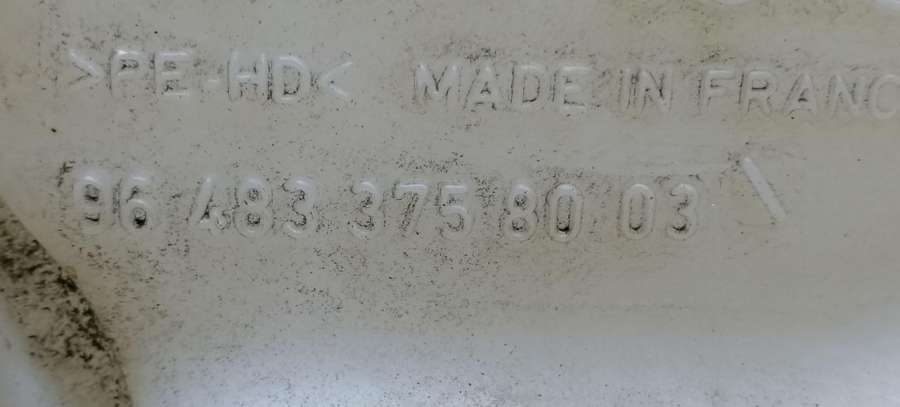 >PE-HD< MADE IN FRANC
96 483 375 80 03 \